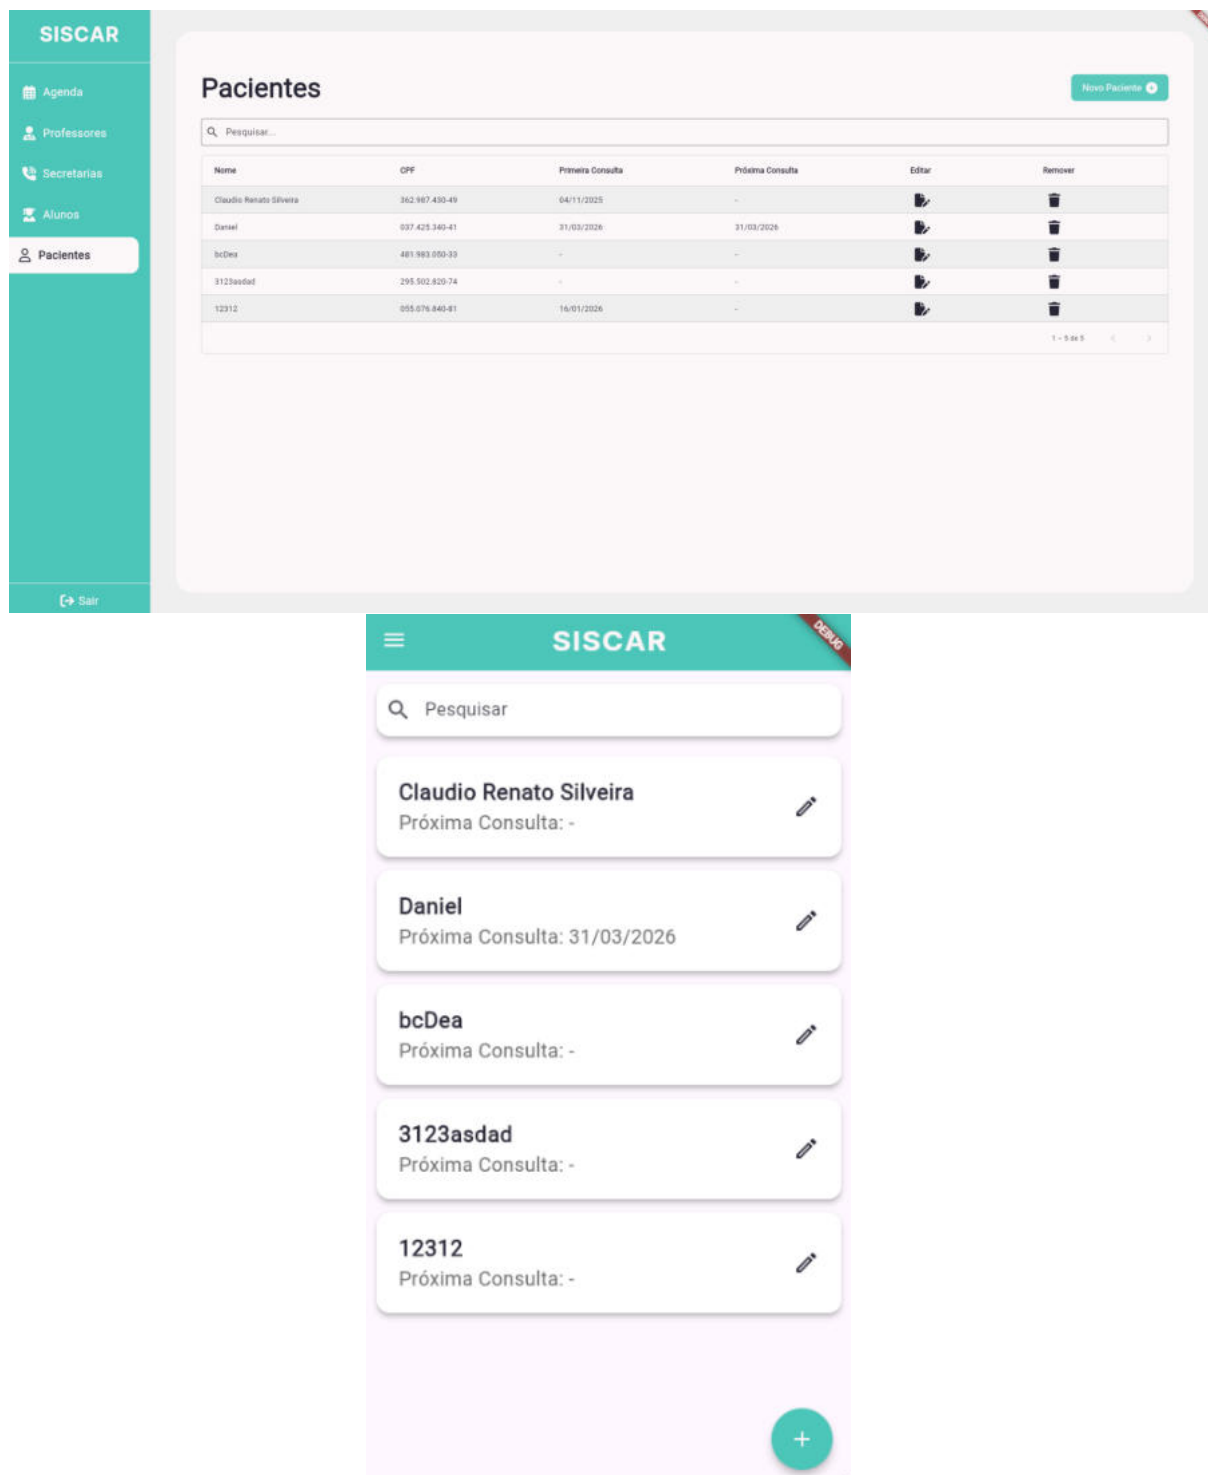 SISCAR
Agenda
Professores
Secretarias
Alunos
Pacientes
Sair
Pacientes
Novo Paciente
Pesquisar...
Nome CPF Primeira Consulta Próxima Consulta Editar Remover
Claudio Renato Silveira 362.987.430-49 04/11/2025 -
Daniel 037.425.340-41 31/03/2026 31/03/2026
bcDea 481.983.050-33 - -
3123asdad 295.502.820-74 - -
12312 055.076.840-81 16/01/2026 -
1 – 5 de 5
SISCAR
DEBUG
Pesquisar
Claudio Renato Silveira
Próxima Consulta: -
Daniel
Próxima Consulta: 31/03/2026
bcDea
Próxima Consulta: -
3123asdad
Próxima Consulta: -
12312
Próxima Consulta: -